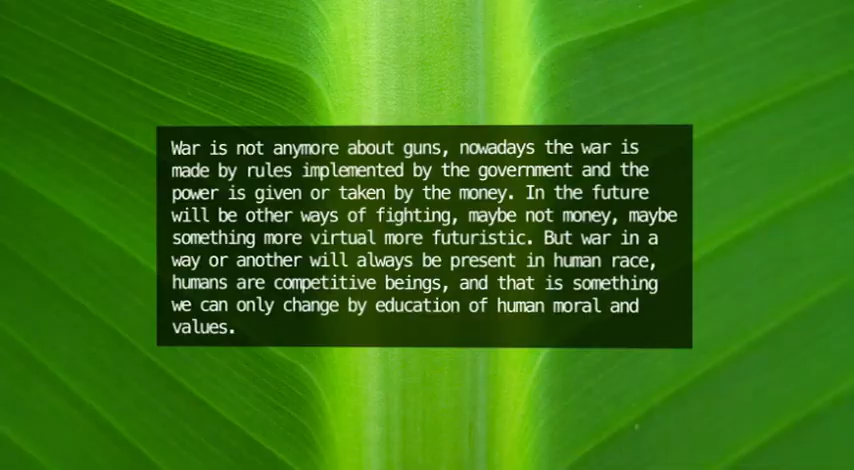 War is not anymore about guns, nowadays the war is
made by rules implemented by the government and the
power is given or taken by the money. In the future
will be other ways of fighting, maybe not money, maybe
something more virtual more futuristic. But war in a
way or another will always be present in human race,
humans are competitive beings, and that is something
we can only change by education of human moral and
values.